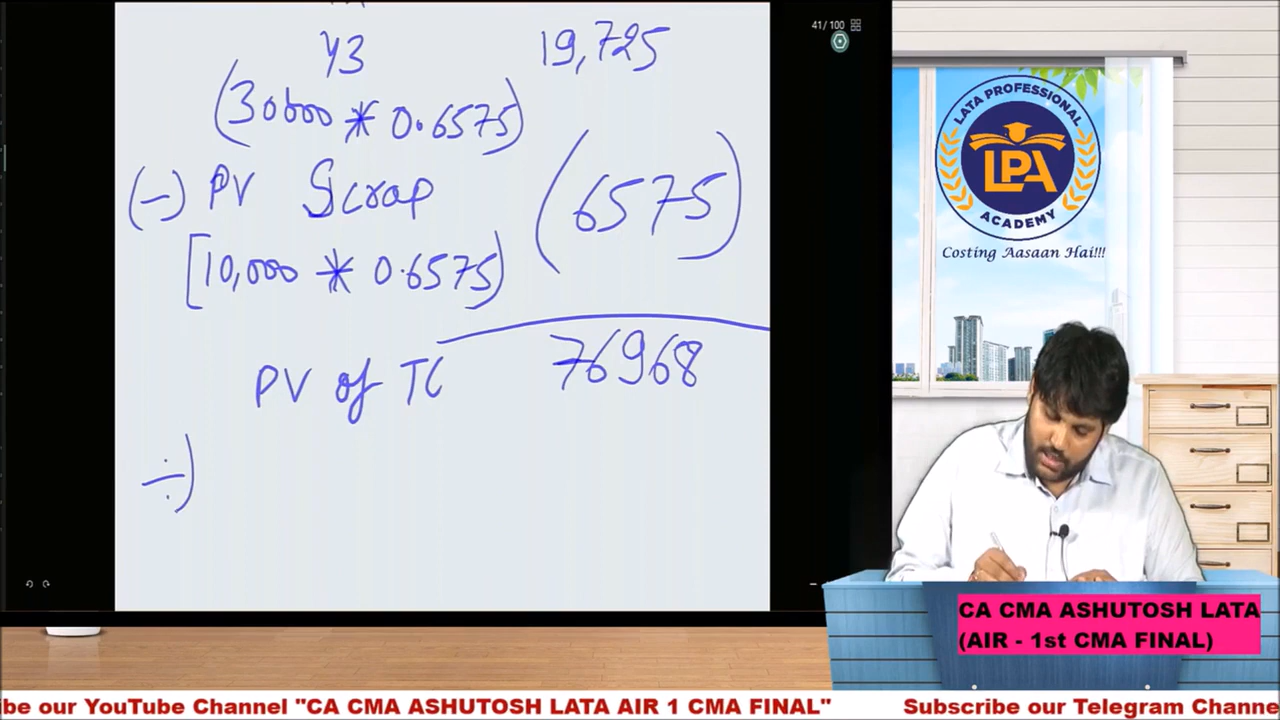 Y3 19,725
(30000 * 0.6575)
(-) PV Scrap (6575)
[10,000 * 0.6575)
PV of TC 76968
÷)
41/100
LATA PROFESSIONAL
LPA
ACADEMY
Costing Aasaan Hai!!!
CA CMA ASHUTOSH LATA
(AIR - 1st CMA FINAL)
ibe our YouTube Channel "CA CMA ASHUTOSH LATA AIR 1 CMA FINAL" Subscribe our Telegram Channe